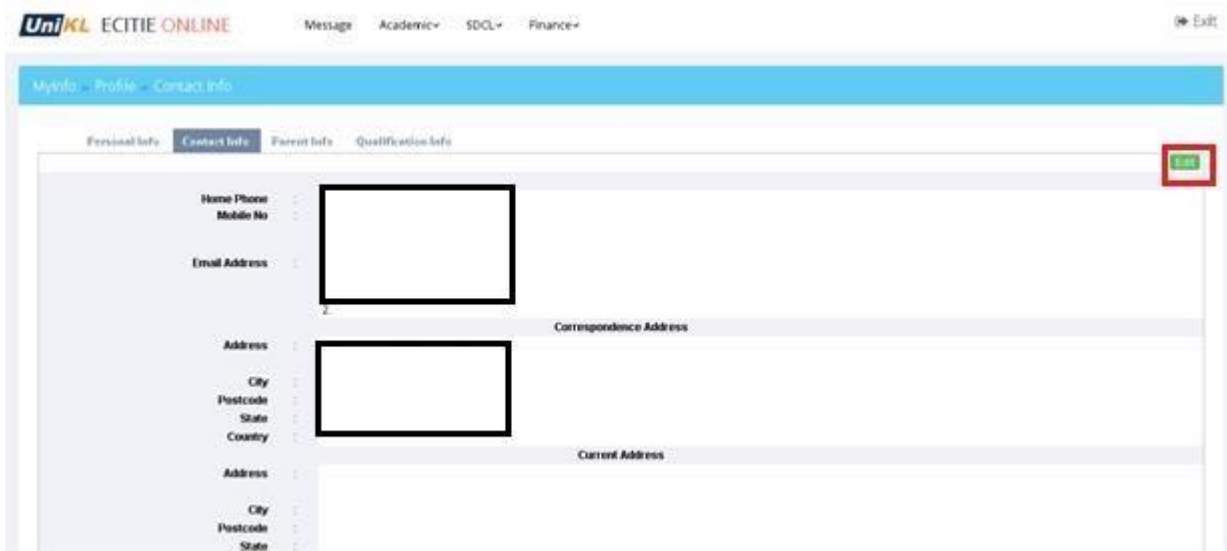 UniKL ECITIE ONLINE Message Academic SDCL Finance Exit
MyInfo - Profile - Contact Info
Personal Info Contact Info Parent Info Qualification Info
Edit
Home Phone :
Mobile No :
Email Address :
2.
Correspondence Address
Address :
City :
Postcode :
State :
Country :
Current Address
Address :
City :
Postcode :
State :